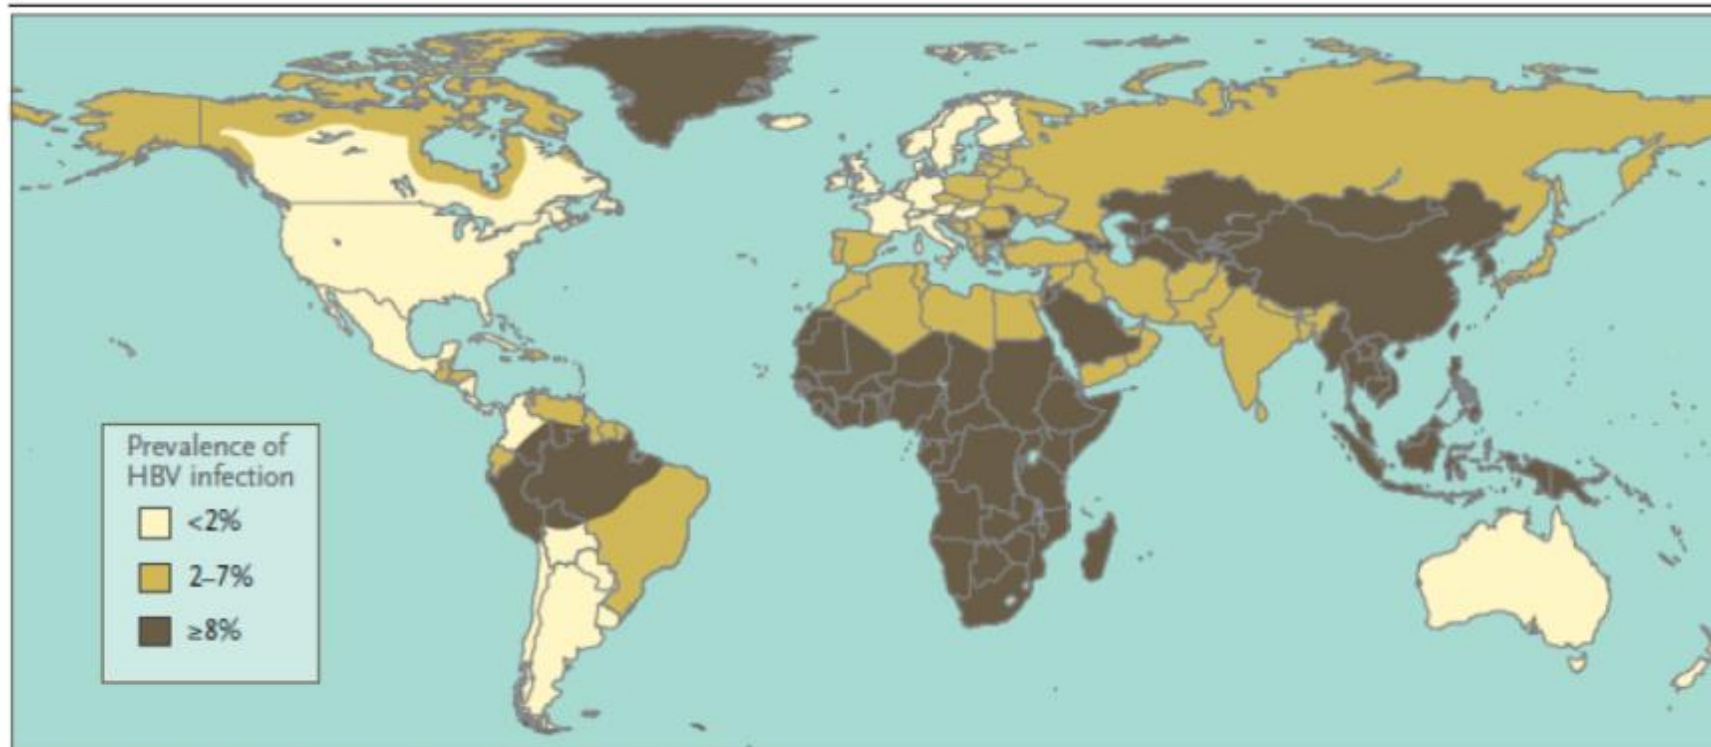 Prevalence of
HBV infection
<2%
2–7%
≥8%